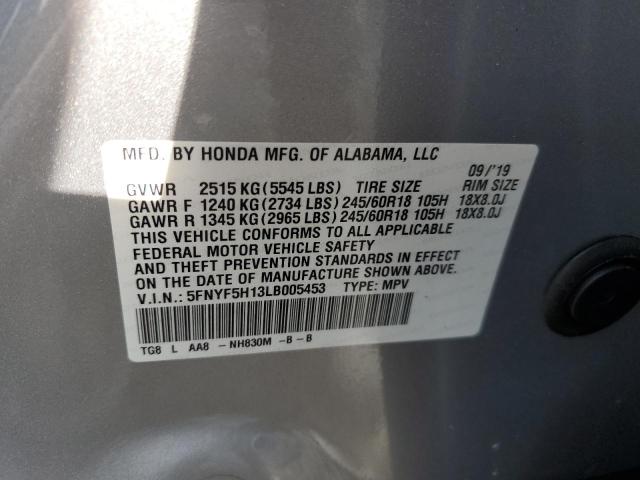 MFD. BY HONDA MFG. OF ALABAMA, LLC
09/'19
GVWR 2515 KG (5545 LBS) TIRE SIZE RIM SIZE
GAWR F 1240 KG (2734 LBS) 245/60R18 105H 18X8.0J
GAWR R 1345 KG (2965 LBS) 245/60R18 105H 18X8.0J
THIS VEHICLE CONFORMS TO ALL APPLICABLE
FEDERAL MOTOR VEHICLE SAFETY
AND THEFT PREVENTION STANDARDS IN EFFECT
ON THE DATE OF MANUFACTURE SHOWN ABOVE.
V.I.N.: 5FNYF5H13LB005453 TYPE: MPV
TG8 L AA8 -NH830M -B -B